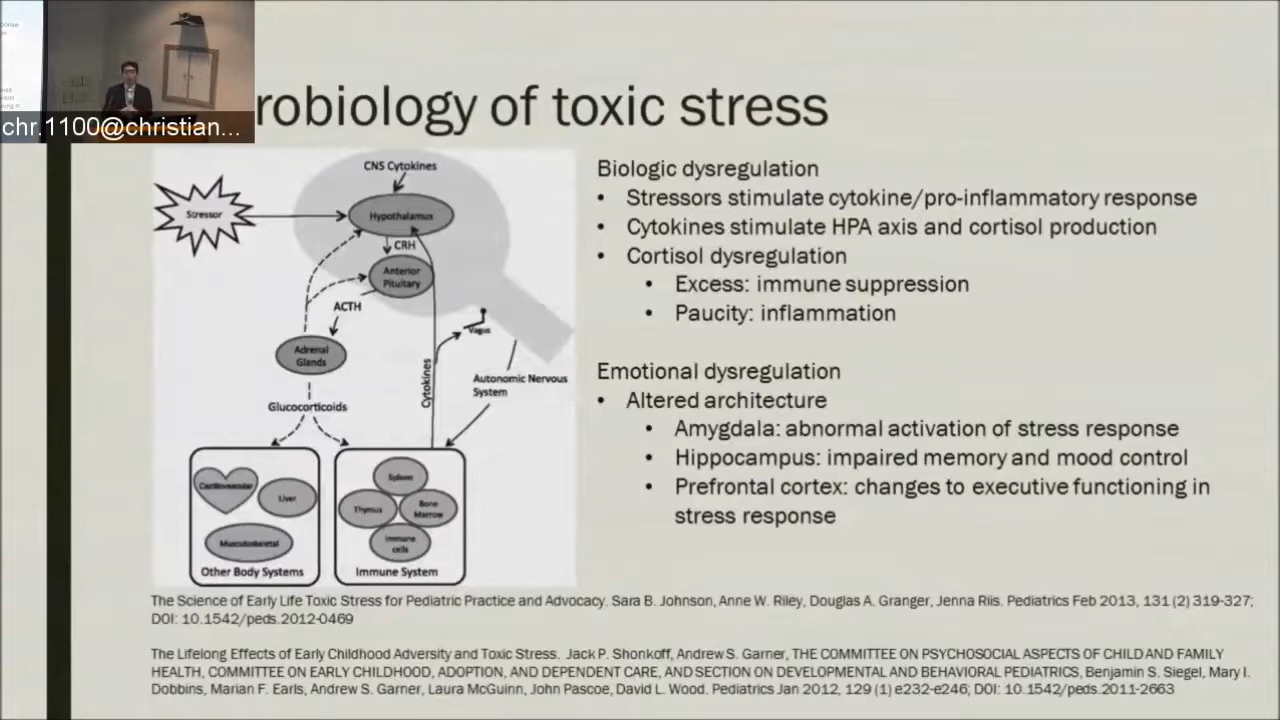 chr.1100@christian...
robiology of toxic stress
CNS Cytokines
Stressor
Hypothalamus
CRH
Anterior
Pituitary
ACTH
Vagus
Adrenal
Glands
Cytokines
Autonomic Nervous
System
Glucocorticoids
Cardiovascular
Liver
Musculoskeletal
Other Body Systems
Spleen
Thymus
Bone
Marrow
Immune
cells
Immune System
Biologic dysregulation
• Stressors stimulate cytokine/pro-inflammatory response
• Cytokines stimulate HPA axis and cortisol production
• Cortisol dysregulation
• Excess: immune suppression
• Paucity: inflammation
Emotional dysregulation
• Altered architecture
• Amygdala: abnormal activation of stress response
• Hippocampus: impaired memory and mood control
• Prefrontal cortex: changes to executive functioning in
stress response
The Science of Early Life Toxic Stress for Pediatric Practice and Advocacy. Sara B. Johnson, Anne W. Riley, Douglas A. Granger, Jenna Riis. Pediatrics Feb 2013, 131 (2) 319-327;
DOI: 10.1542/peds.2012-0469
The Lifelong Effects of Early Childhood Adversity and Toxic Stress. Jack P. Shonkoff, Andrew S. Garner, THE COMMITTEE ON PSYCHOSOCIAL ASPECTS OF CHILD AND FAMILY
HEALTH, COMMITTEE ON EARLY CHILDHOOD, ADOPTION, AND DEPENDENT CARE, AND SECTION ON DEVELOPMENTAL AND BEHAVIORAL PEDIATRICS, Benjamin S. Siegel, Mary I.
Dobbins, Marian F. Earls, Andrew S. Garner, Laura McGuinn, John Pascoe, David L. Wood. Pediatrics Jan 2012, 129 (1) e232-e246; DOI: 10.1542/peds.2011-2663